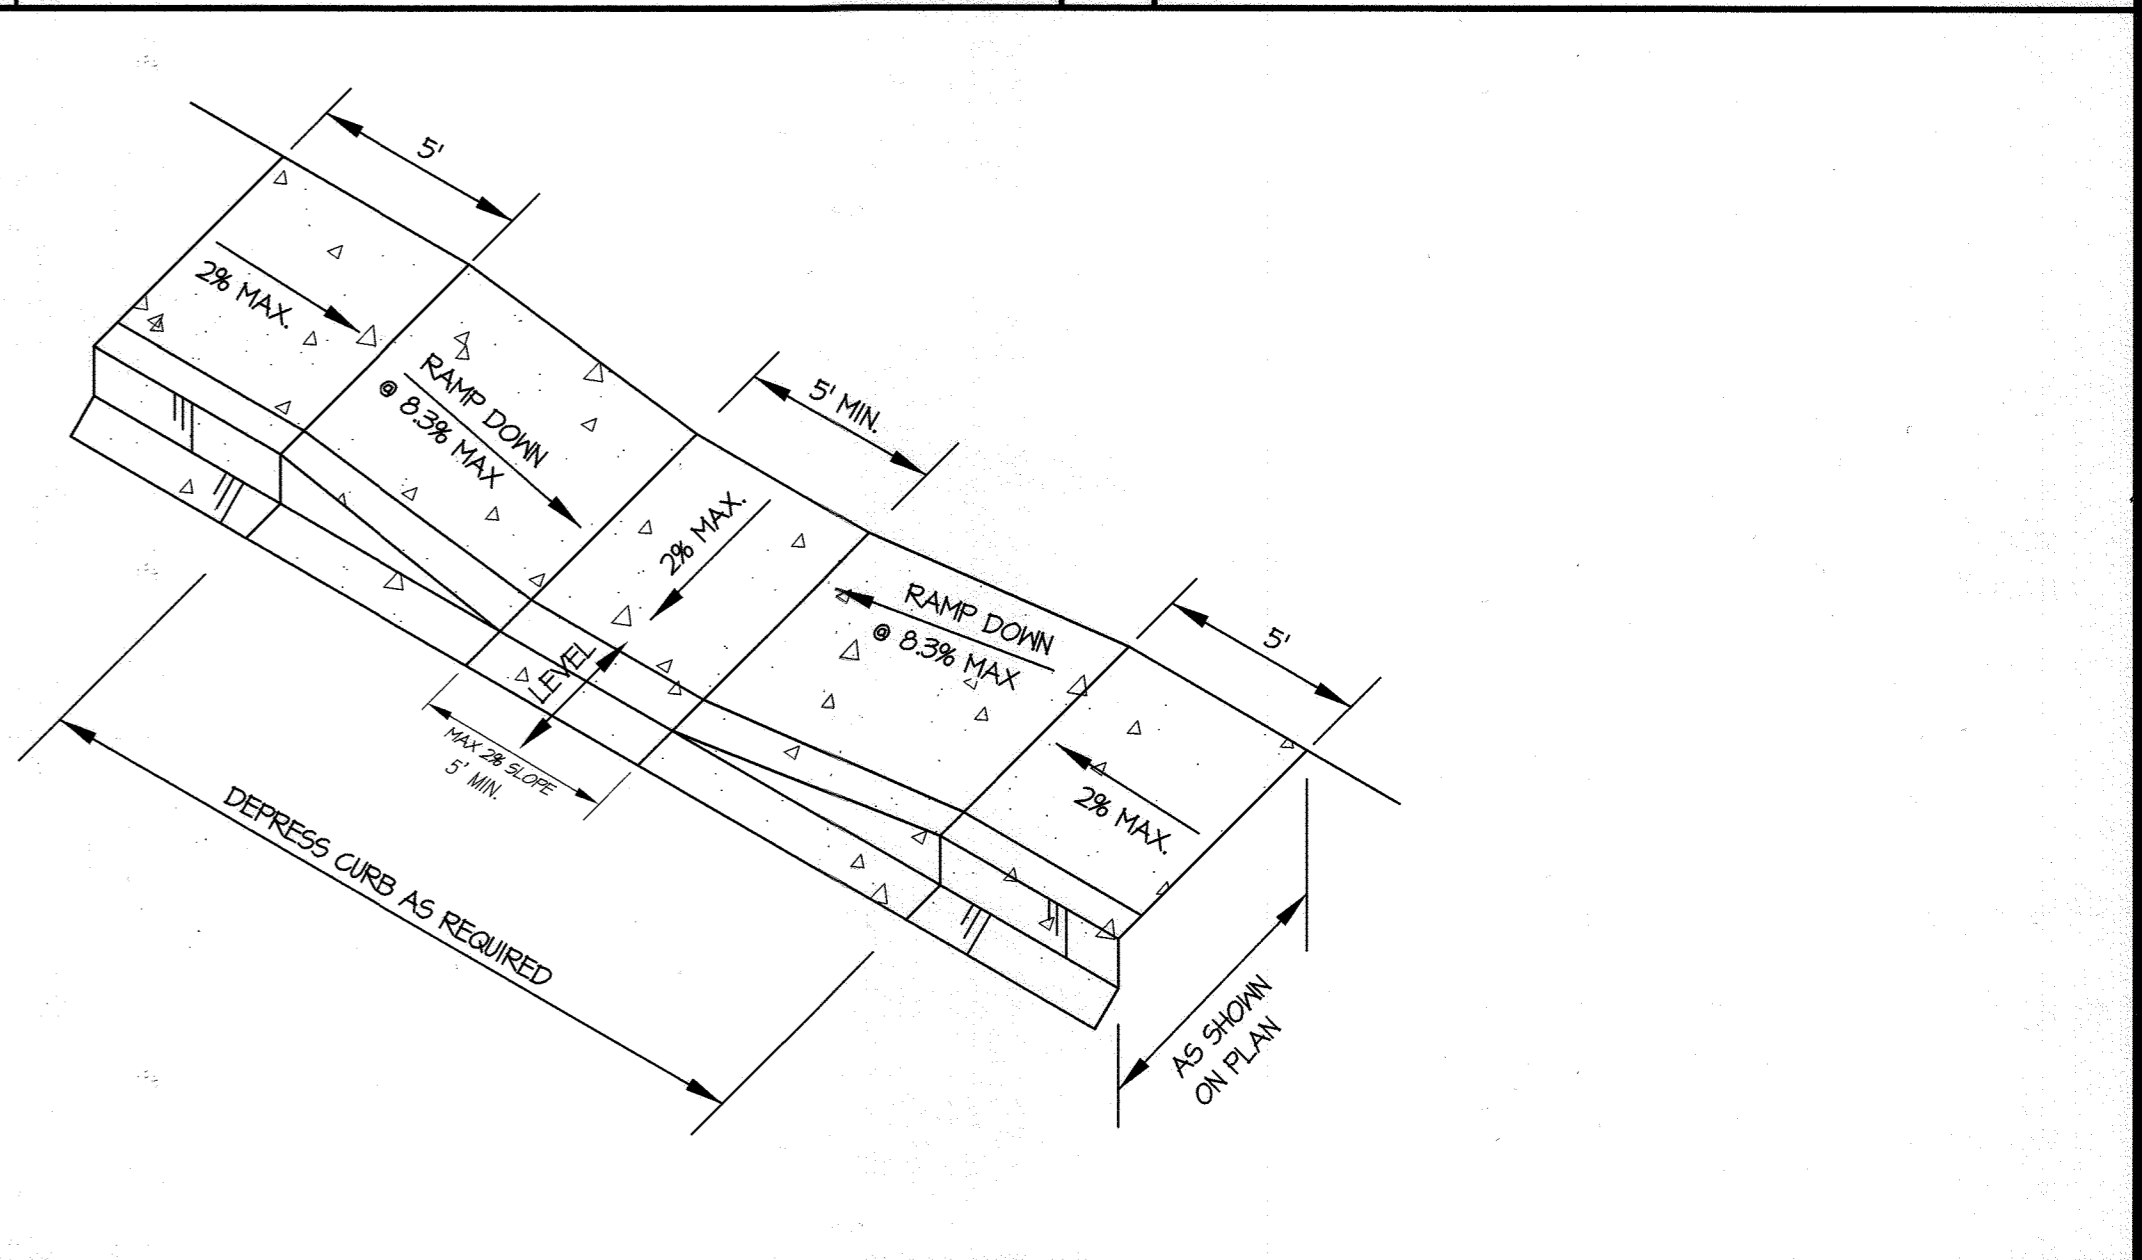 5'
2% MAX.
RAMP DOWN
@ 8.3% MAX
5' MIN.
2% MAX.
LEVEL
MAX 2% SLOPE
5' MIN.
RAMP DOWN
@ 8.3% MAX
5'
2% MAX.
DEPRESS CURB AS REQUIRED
AS SHOWN
ON PLAN